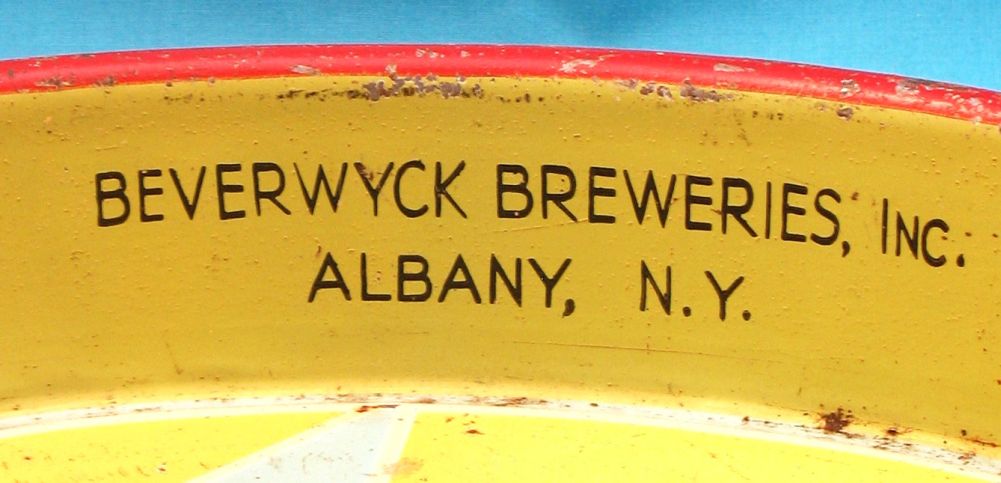 BEVERWYCK BREWERIES, INC.
ALBANY, N.Y.